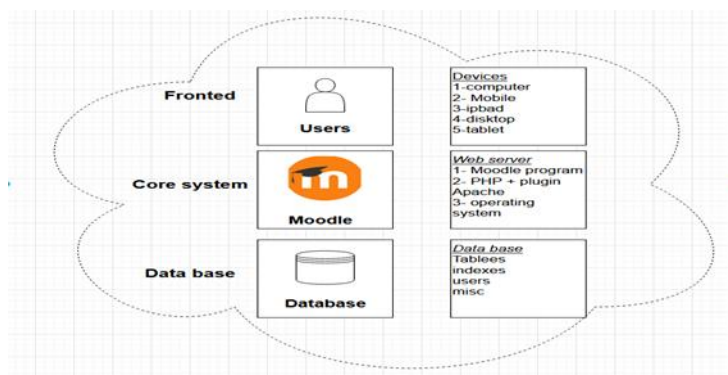 Fronted
Users
Devices
1-computer
2- Mobile
3-ipbad
4-disktop
5-tablet
Core system
m
Moodle
Web server
1- Moodle program
2- PHP + plugin
Apache
3- operating
system
Data base
Database
Data base
Tablees
indexes
users
misc